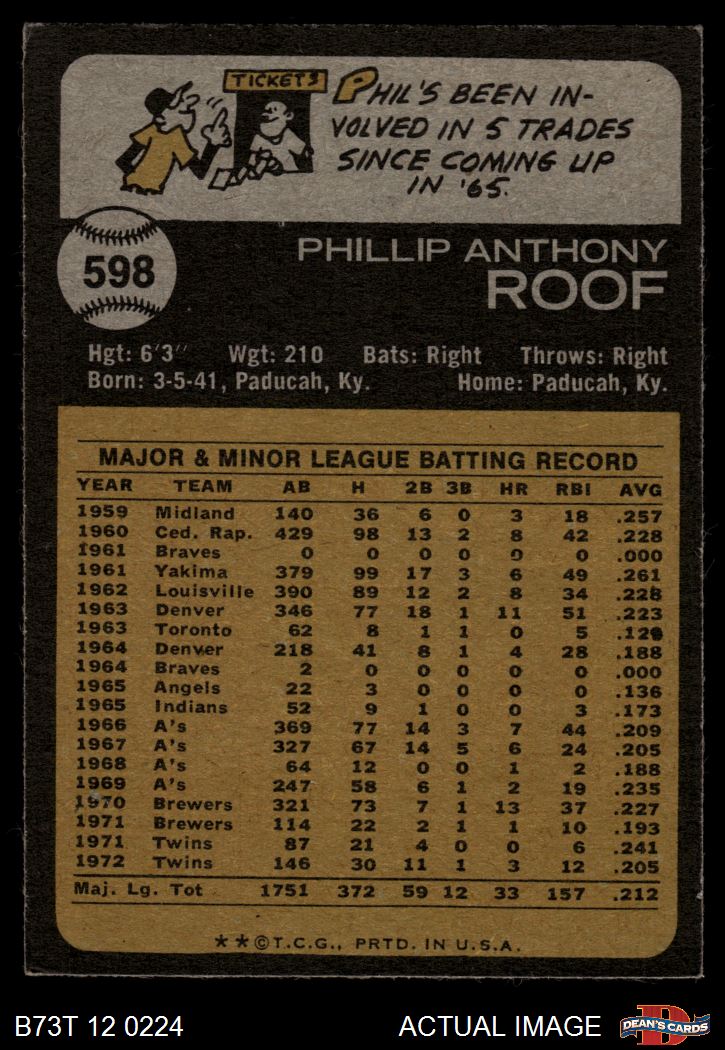 TICKETS
PHIL'S BEEN IN-
VOLVED IN 5 TRADES
SINCE COMING UP
IN '65.
598
PHILLIP ANTHONY
ROOF
Hgt: 6'3" Wgt: 210 Bats: Right Throws: Right
Born: 3-5-41, Paducah, Ky. Home: Paducah, Ky.
MAJOR & MINOR LEAGUE BATTING RECORD
YEAR TEAM AB H 2B 3B HR RBI AVG
1959 Midland 140 36 6 0 3 18 .257
1960 Ced. Rap. 429 98 13 2 8 42 .228
1961 Braves 0 0 0 0 0 0 .000
1961 Yakima 379 99 17 3 6 49 .261
1962 Louisville 390 89 12 2 8 34 .228
1963 Denver 346 77 18 1 11 51 .223
1963 Toronto 62 8 1 1 0 5 .129
1964 Denver 218 41 8 1 4 28 .188
1964 Braves 2 0 0 0 0 0 .000
1965 Angels 22 3 0 0 0 0 .136
1965 Indians 52 9 1 0 0 3 .173
1966 A's 369 77 14 3 7 44 .209
1967 A's 327 67 14 5 6 24 .205
1968 A's 64 12 0 0 1 2 .188
1969 A's 247 58 6 1 2 19 .235
1970 Brewers 321 73 7 1 13 37 .227
1971 Brewers 114 22 2 1 1 10 .193
1971 Twins 87 21 4 0 0 6 .241
1972 Twins 146 30 11 1 3 12 .205
Maj. Lg. Tot 1751 372 59 12 33 157 .212
**©T.C.G., PRTD. IN U.S.A.
B73T 12 0224 ACTUAL IMAGE D DEAN'S CARDS